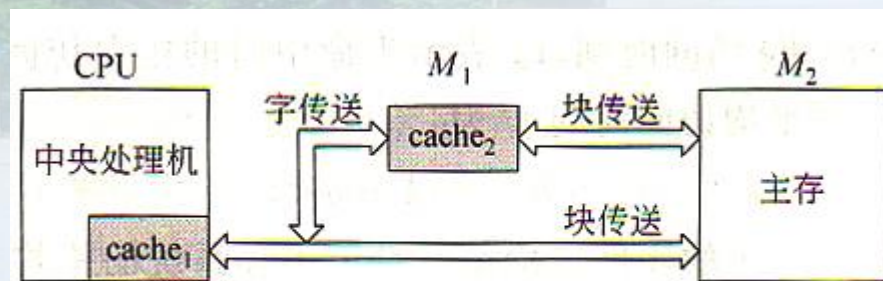 CPU
M₁
M₂
字传送
cache₂
块传送
中央处理机
主存
块传送
cache₁